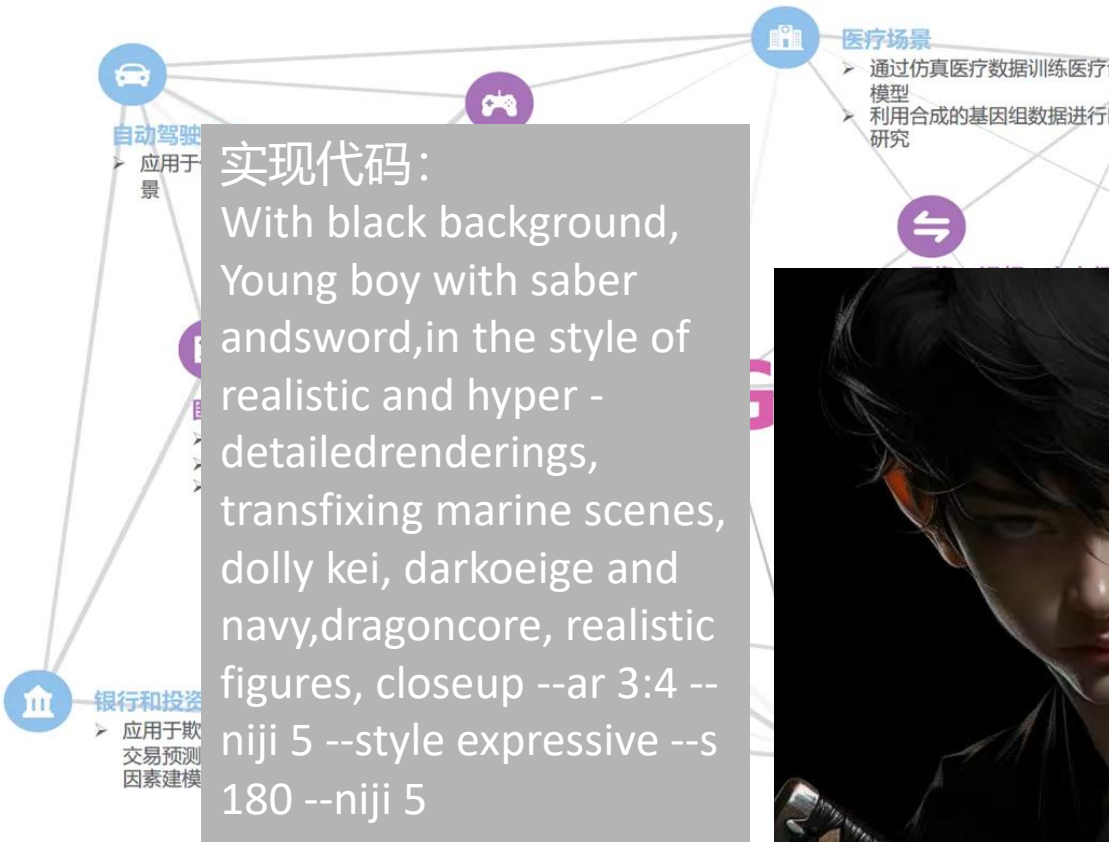 医疗场景
➢ 通过仿真医疗数据训练医疗
模型
➢ 利用合成的基因组数据进行
研究
自动驾驶
➢ 应用于
景
实现代码：
With black background,
Young boy with saber
andsword,in the style of
realistic and hyper -
detailedrenderings,
transfixing marine scenes,
dolly kei, darkoeige and
navy,dragoncore, realistic
figures, closeup --ar 3:4 --
niji 5 --style expressive --s
180 --niji 5
G
银行和投资
➢ 应用于欺
交易预测
因素建模